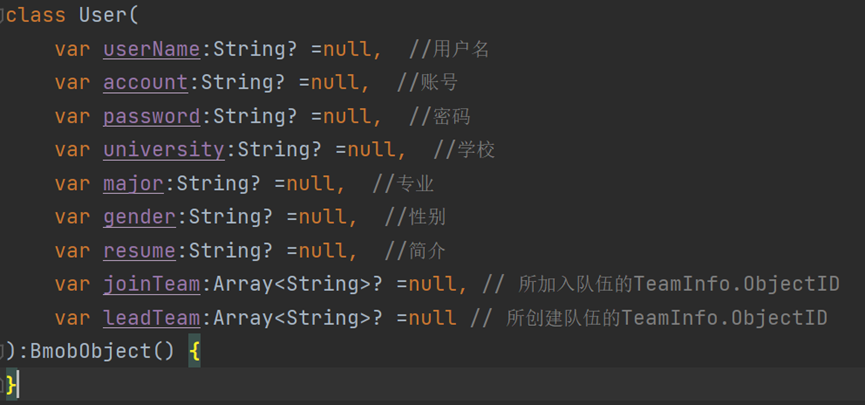 class User(
var userName:String? =null,  //用户名
var account:String? =null,  //账号
var password:String? =null,  //密码
var university:String? =null,  //学校
var major:String? =null,  //专业
var gender:String? =null,  //性别
var resume:String? =null,  //简介
var joinTeam:Array<String>? =null, // 所加入队伍的TeamInfo.ObjectID
var leadTeam:Array<String>? =null // 所创建队伍的TeamInfo.ObjectID
):BmobObject() {
}